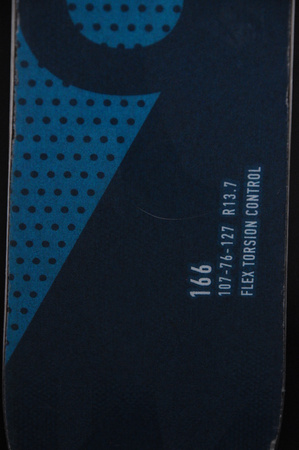 166
107-76-127 R13.7
FLEX TORSION CONTROL